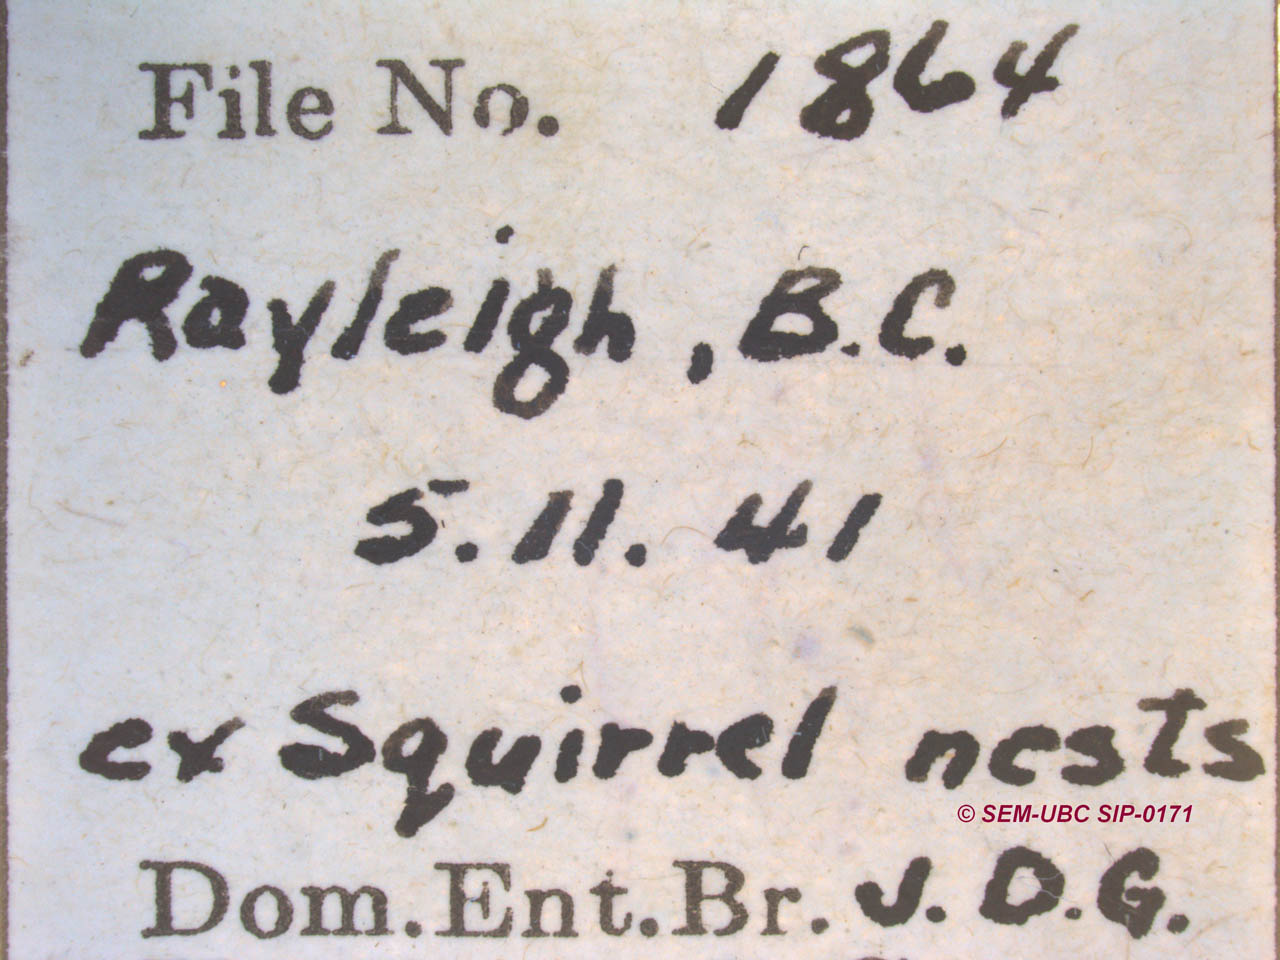 File No. 1864
Rayleigh, B.C.
5.11.41
ex Squirrel nests
© SEM-UBC SIP-0171
Dom.Ent.Br. J.D.G.